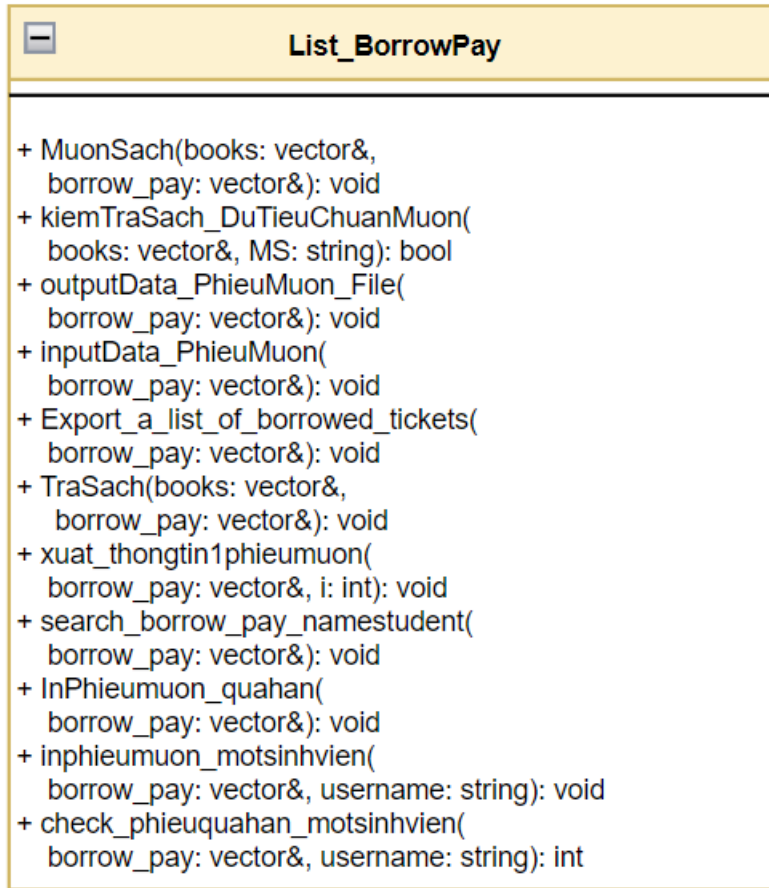 List_BorrowPay
+ MuonSach(books: vector&,
borrow_pay: vector&): void
+ kiemTraSach_DuTieuChuanMuon(
books: vector&, MS: string): bool
+ outputData_PhieuMuon_File(
borrow_pay: vector&): void
+ inputData_PhieuMuon(
borrow_pay: vector&): void
+ Export_a_list_of_borrowed_tickets(
borrow_pay: vector&): void
+ TraSach(books: vector&,
borrow_pay: vector&): void
+ xuat_thongtin1phieumuon(
borrow_pay: vector&, i: int): void
+ search_borrow_pay_namestudent(
borrow_pay: vector&): void
+ InPhieumuon_quahan(
borrow_pay: vector&): void
+ inphieumuon_motsinhvien(
borrow_pay: vector&, username: string): void
+ check_phieuquahan_motsinhvien(
borrow_pay: vector&, username: string): int